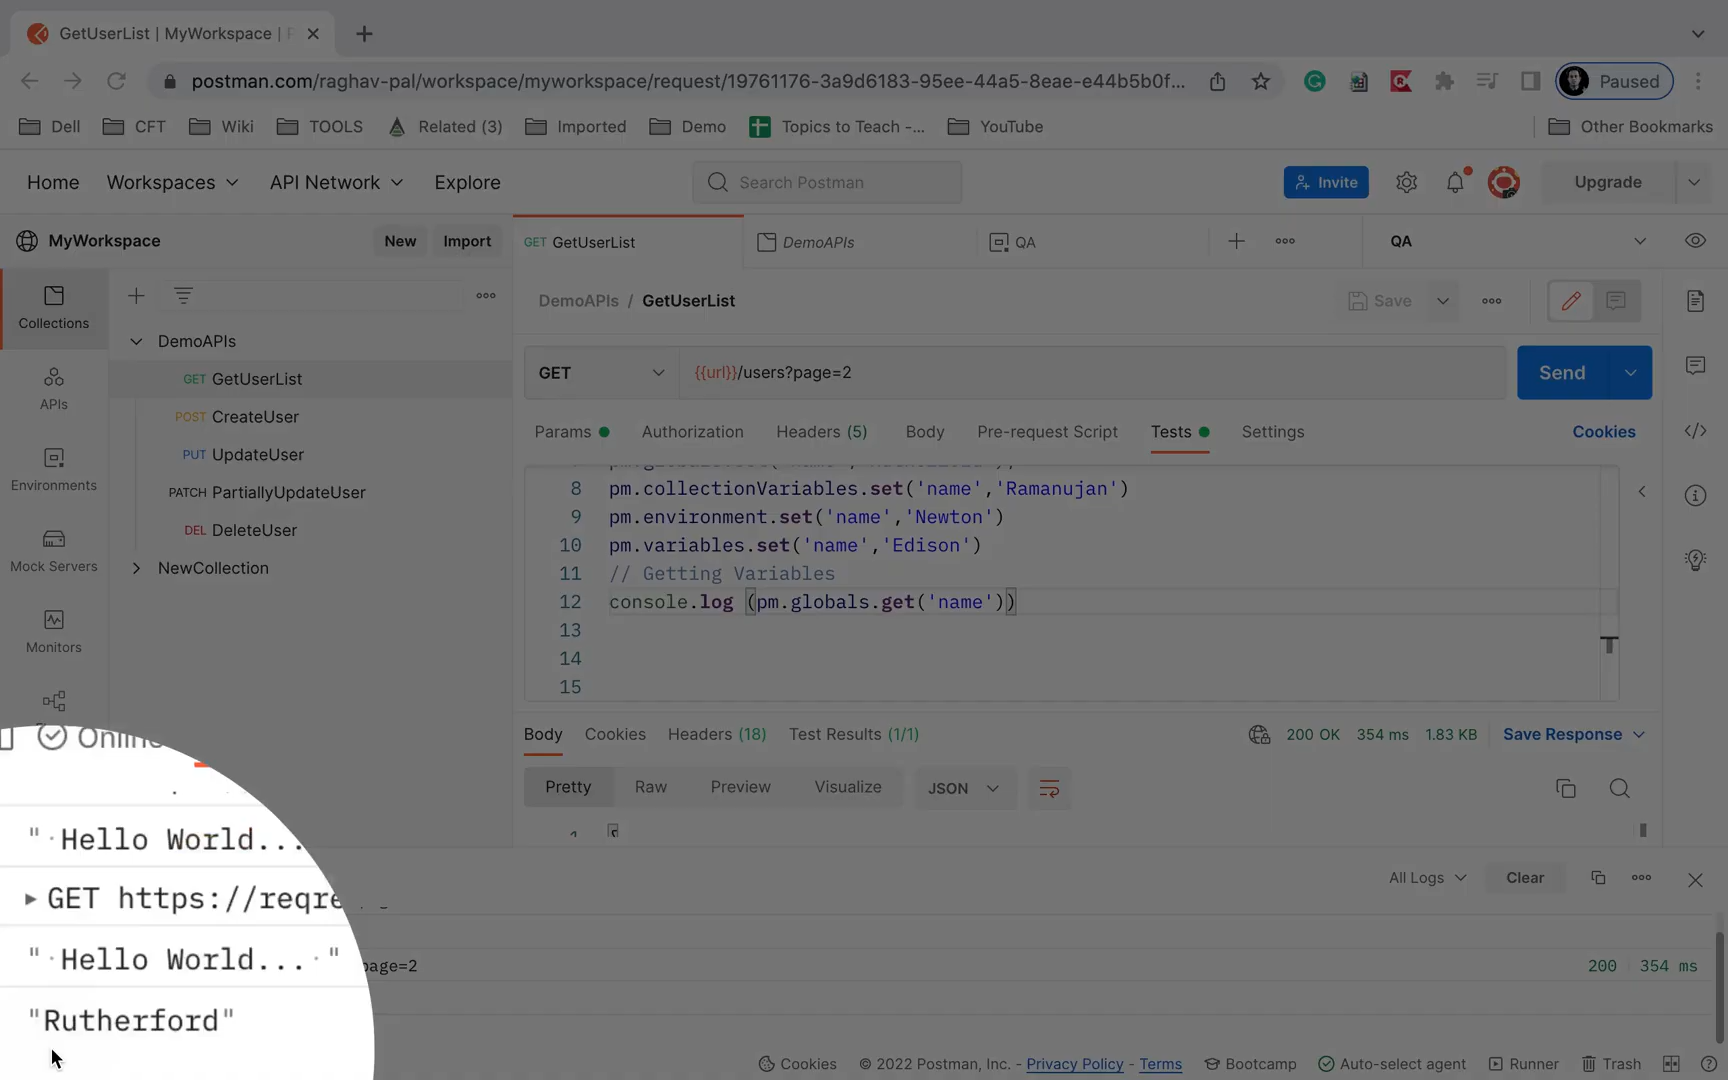 GetUserList | MyWorkspace |
postman.com/raghav-pal/workspace/myworkspace/request/19761176-3a9d6183-95ee-44a5-8eae-e44b5b0f...
Paused
Dell CFT Wiki TOOLS Related (3) Imported Demo Topics to Teach -... YouTube Other Bookmarks
Home Workspaces API Network Explore Search Postman Invite Upgrade
MyWorkspace New Import GET GetUserList DemoAPIs QA QA
Collections
APIs
Environments
Mock Servers
Monitors
DemoAPIs
GET GetUserList
POST CreateUser
PUT UpdateUser
PATCH PartiallyUpdateUser
DEL DeleteUser
NewCollection
DemoAPIs / GetUserList Save
GET {{url}}/users?page=2 Send
Params Authorization Headers (5) Body Pre-request Script Tests Settings Cookies
8 pm.collectionVariables.set('name','Ramanujan')
9 pm.environment.set('name','Newton')
10 pm.variables.set('name','Edison')
11 // Getting Variables
12 console.log (pm.globals.get('name'))
13
14
15
Body Cookies Headers (18) Test Results (1/1) 200 OK 354 ms 1.83 KB Save Response
Pretty Raw Preview Visualize JSON
1 {
Online
All Logs Clear
"·Hello World...
GET https://reqre
"·Hello World...·"
page=2 200 354 ms
"Rutherford"
Cookies © 2022 Postman, Inc. - Privacy Policy - Terms Bootcamp Auto-select agent Runner Trash